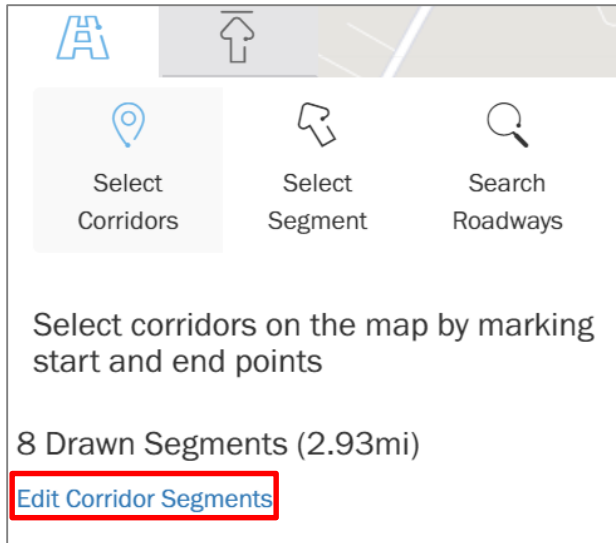 Select Corridors
Select Segment
Search Roadways
Select corridors on the map by marking
start and end points
8 Drawn Segments (2.93mi)
Edit Corridor Segments